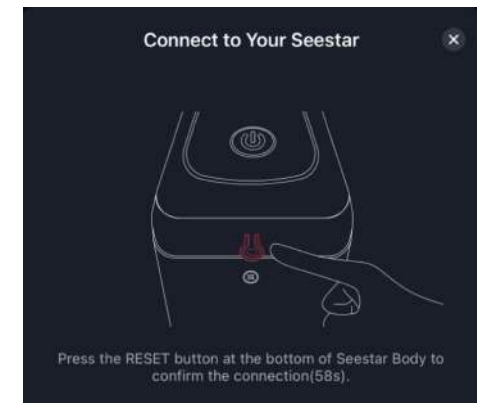 Connect to Your Seestar
Press the RESET button at the bottom of Seestar Body to
confirm the connection(58s).